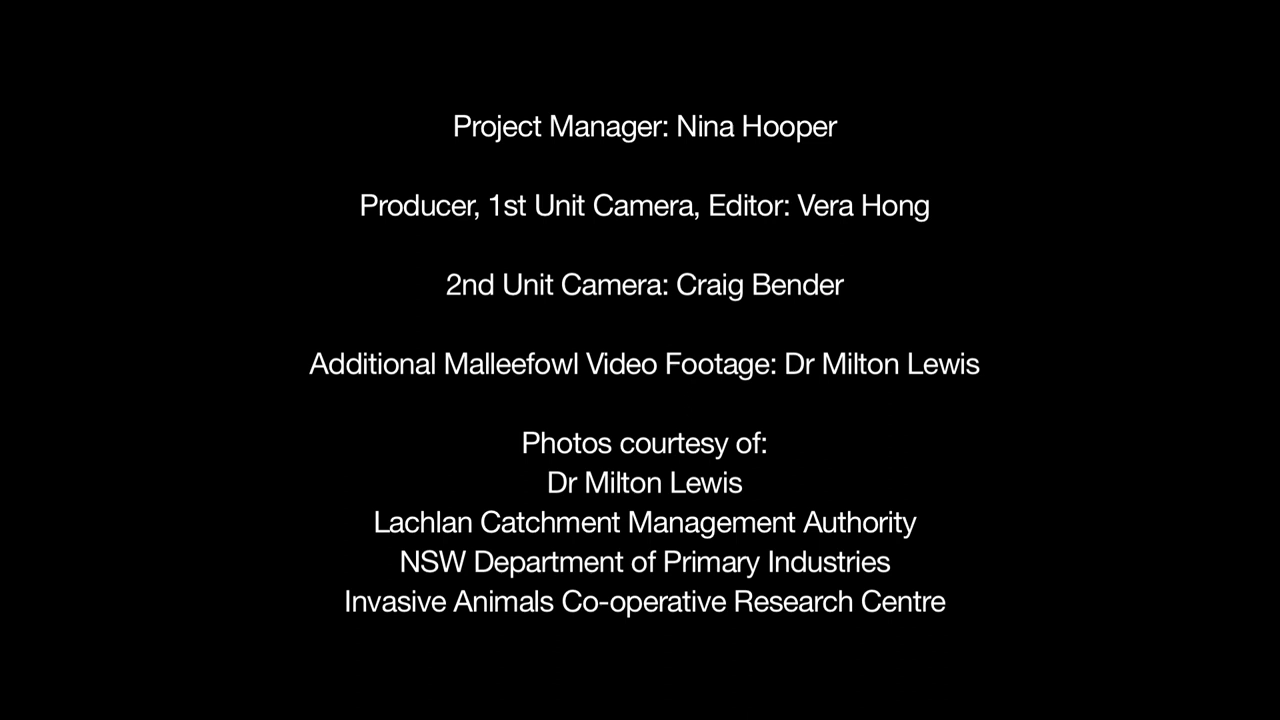 Project Manager: Nina Hooper
Producer, 1st Unit Camera, Editor: Vera Hong
2nd Unit Camera: Craig Bender
Additional Malleefowl Video Footage: Dr Milton Lewis
Photos courtesy of:
Dr Milton Lewis
Lachlan Catchment Management Authority
NSW Department of Primary Industries
Invasive Animals Co-operative Research Centre